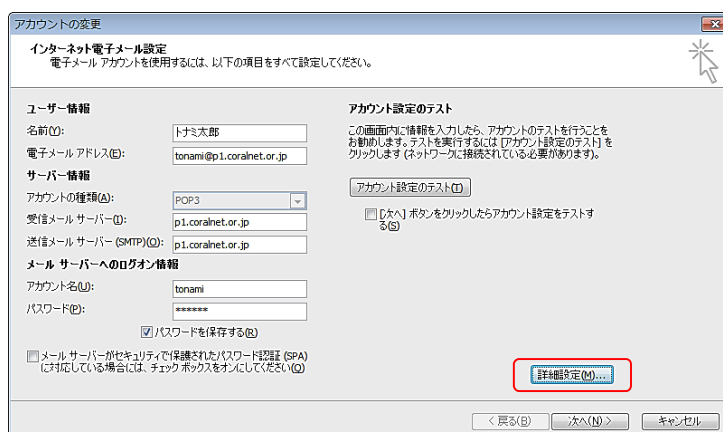 アカウントの変更
インターネット電子メール設定
電子メール アカウントを使用するには、以下の項目をすべて設定してください。
ユーザー情報
名前(Y):
トナミ太郎
電子メール アドレス(E):
tonami@p1.coralnet.or.jp
サーバー情報
アカウントの種類(A):
POP3
受信メール サーバー(I):
p1.coralnet.or.jp
送信メール サーバー (SMTP)(O):
p1.coralnet.or.jp
メール サーバーへのログオン情報
アカウント名(U):
tonami
パスワード(P):
******
パスワードを保存する(R)
メール サーバーがセキュリティで保護されたパスワード認証 (SPA)
に対応している場合には、チェック ボックスをオンにしてください(Q)
アカウント設定のテスト
この画面内に情報を入力したら、アカウントのテストを行うことを
お勧めします。テストを実行するには [アカウント設定のテスト] を
クリックします (ネットワークに接続されている必要があります)。
アカウント設定のテスト(T)
[次へ] ボタンをクリックしたらアカウント設定をテストす
る(S)
詳細設定(M)...
< 戻る(B)
次へ(N) >
キャンセル